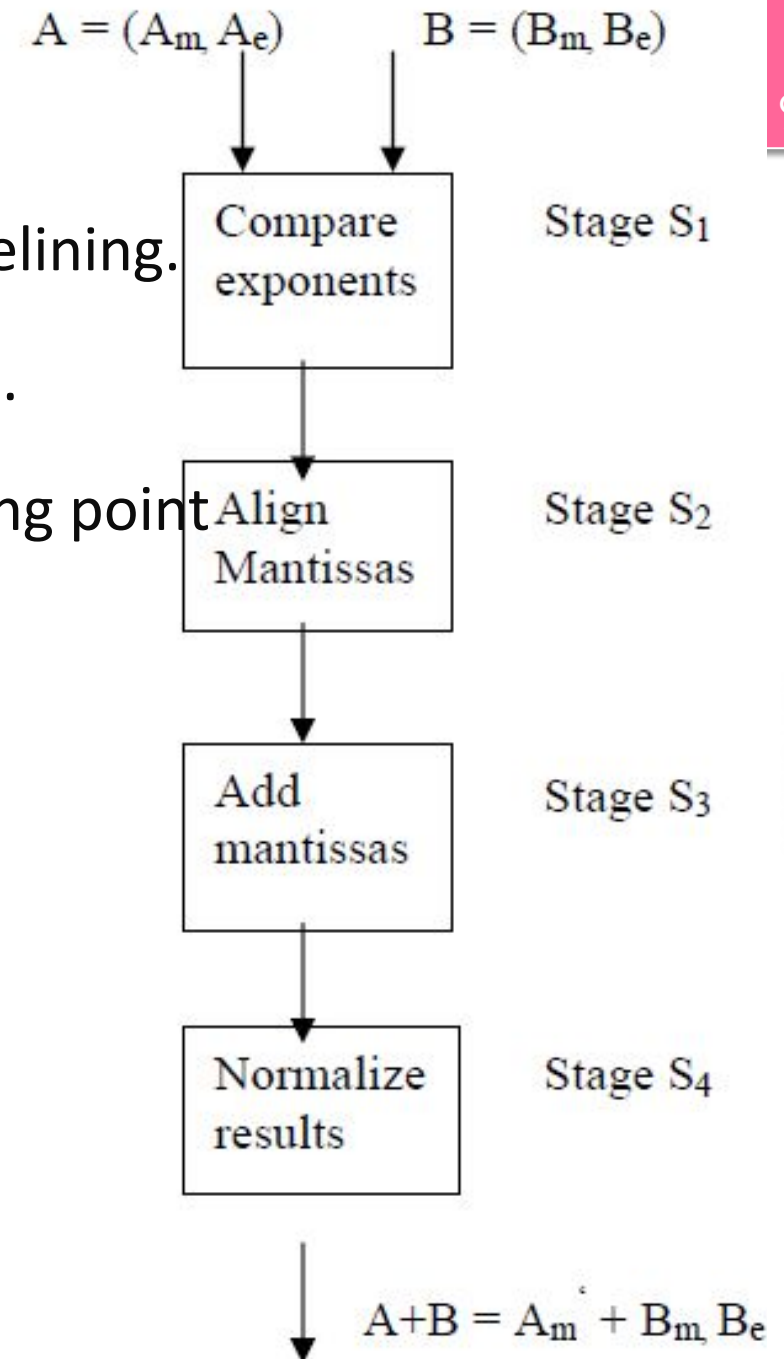 A = (Am, Ae) B = (Bm, Be)
Compare Stage S1
elining.
exponents
.
ng point Align Stage S2
Mantissas
Add Stage S3
mantissas
Normalize Stage S4
results
A+B = Am‘ + Bm, Be